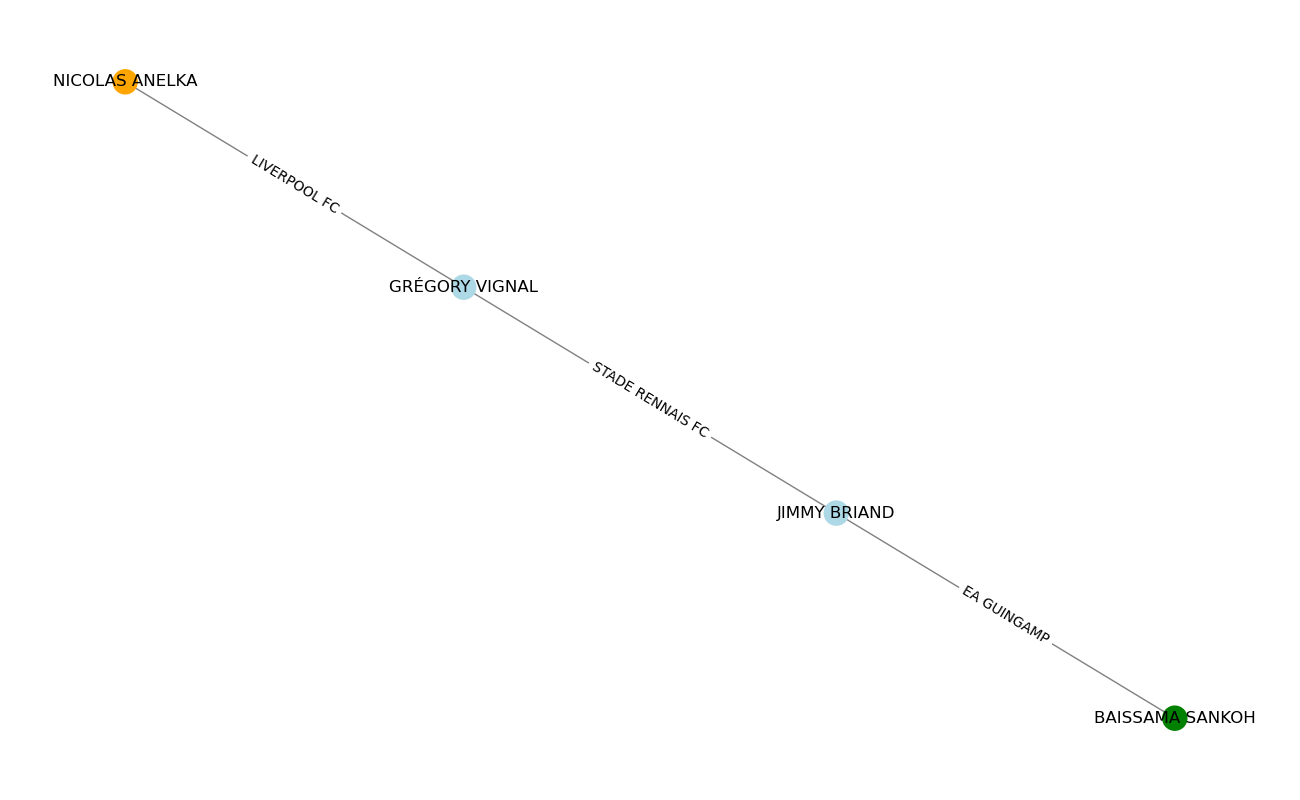 NICOLAS ANELKA
LIVERPOOL FC
GRÉGORY VIGNAL
STADE RENNAIS FC
JIMMY BRIAND
EA GUINGAMP
BAISSAMA SANKOH